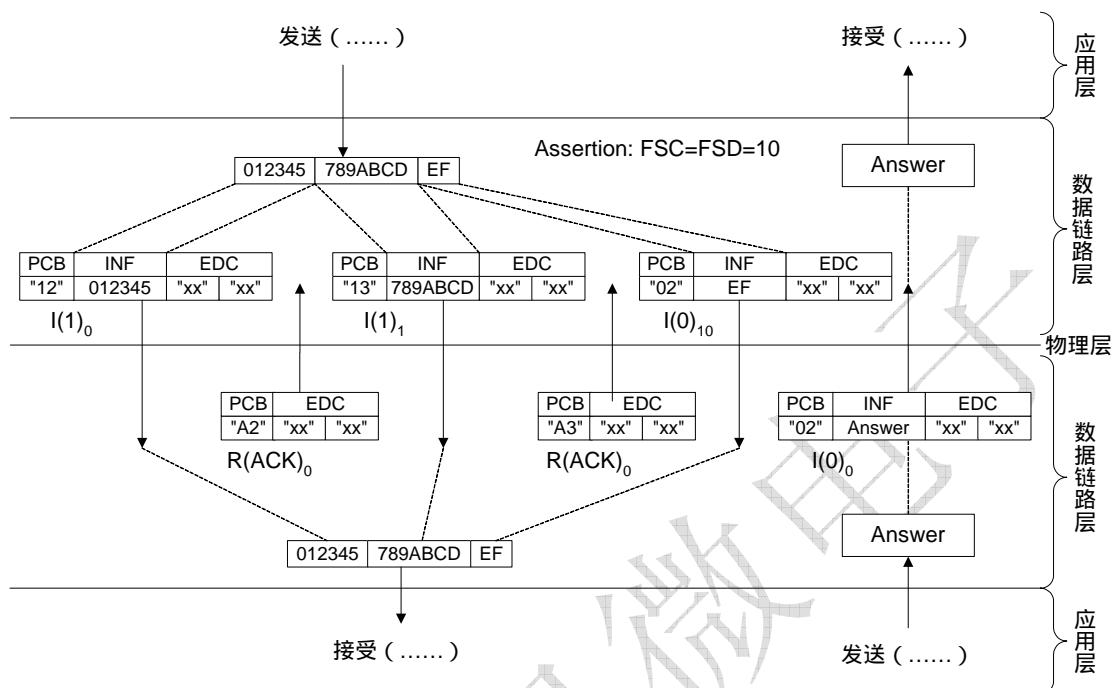 发送（……）
接受（……）
应用层
Assertion: FSC=FSD=10
012345 789ABCD EF
Answer
数据链路层
PCB INF EDC
"12" 012345 "xx" "xx"
I(1)0
PCB INF EDC
"13" 789ABCD "xx" "xx"
I(1)1
PCB INF EDC
"02" EF "xx" "xx"
I(0)10
物理层
PCB EDC
"A2" "xx" "xx"
R(ACK)0
PCB EDC
"A3" "xx" "xx"
R(ACK)0
PCB INF EDC
"02" Answer "xx" "xx"
I(0)0
数据链路层
012345 789ABCD EF
Answer
接受（……）
发送（……）
应用层
微电子